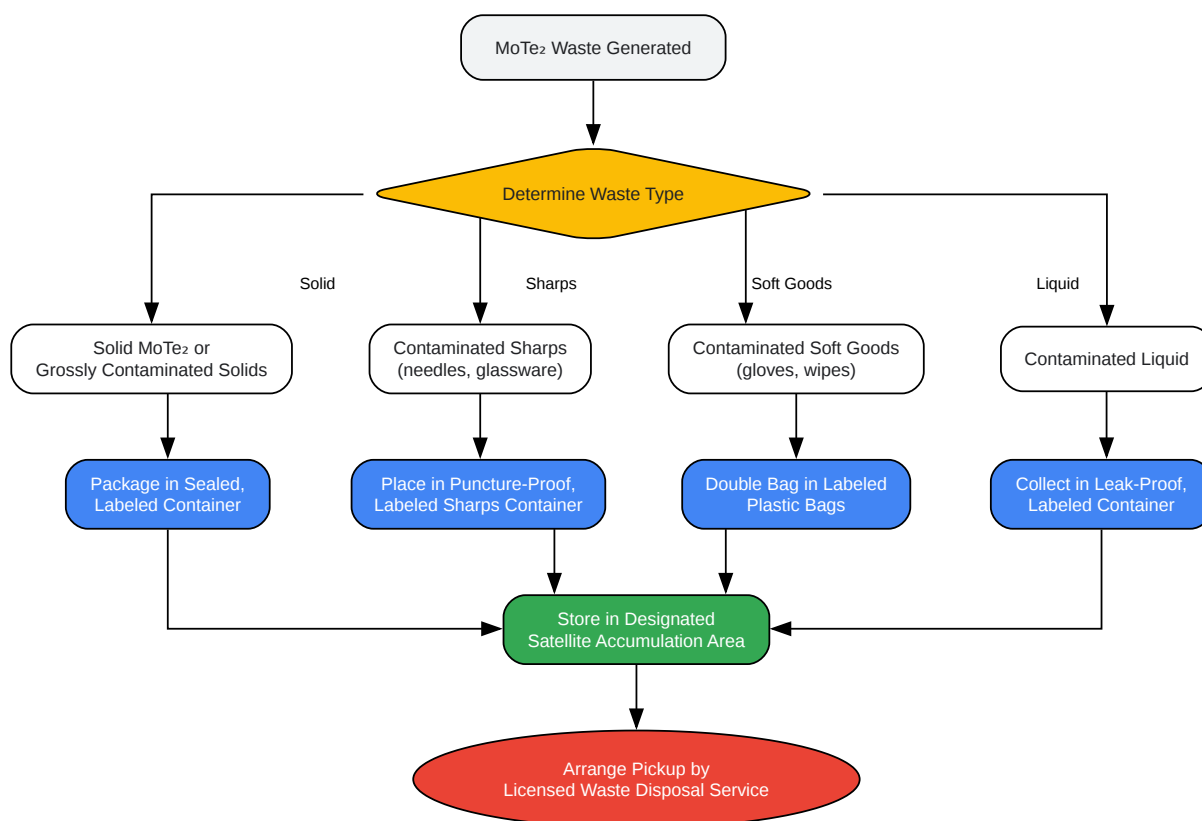 MoTe₂ Waste Generated
Determine Waste Type
Solid
Sharps
Soft Goods
Liquid
Solid MoTe₂ or
Grossly Contaminated Solids
Contaminated Sharps
(needles, glassware)
Contaminated Soft Goods
(gloves, wipes)
Contaminated Liquid
Package in Sealed,
Labeled Container
Place in Puncture-Proof,
Labeled Sharps Container
Double Bag in Labeled
Plastic Bags
Collect in Leak-Proof,
Labeled Container
Store in Designated
Satellite Accumulation Area
Arrange Pickup by
Licensed Waste Disposal Service